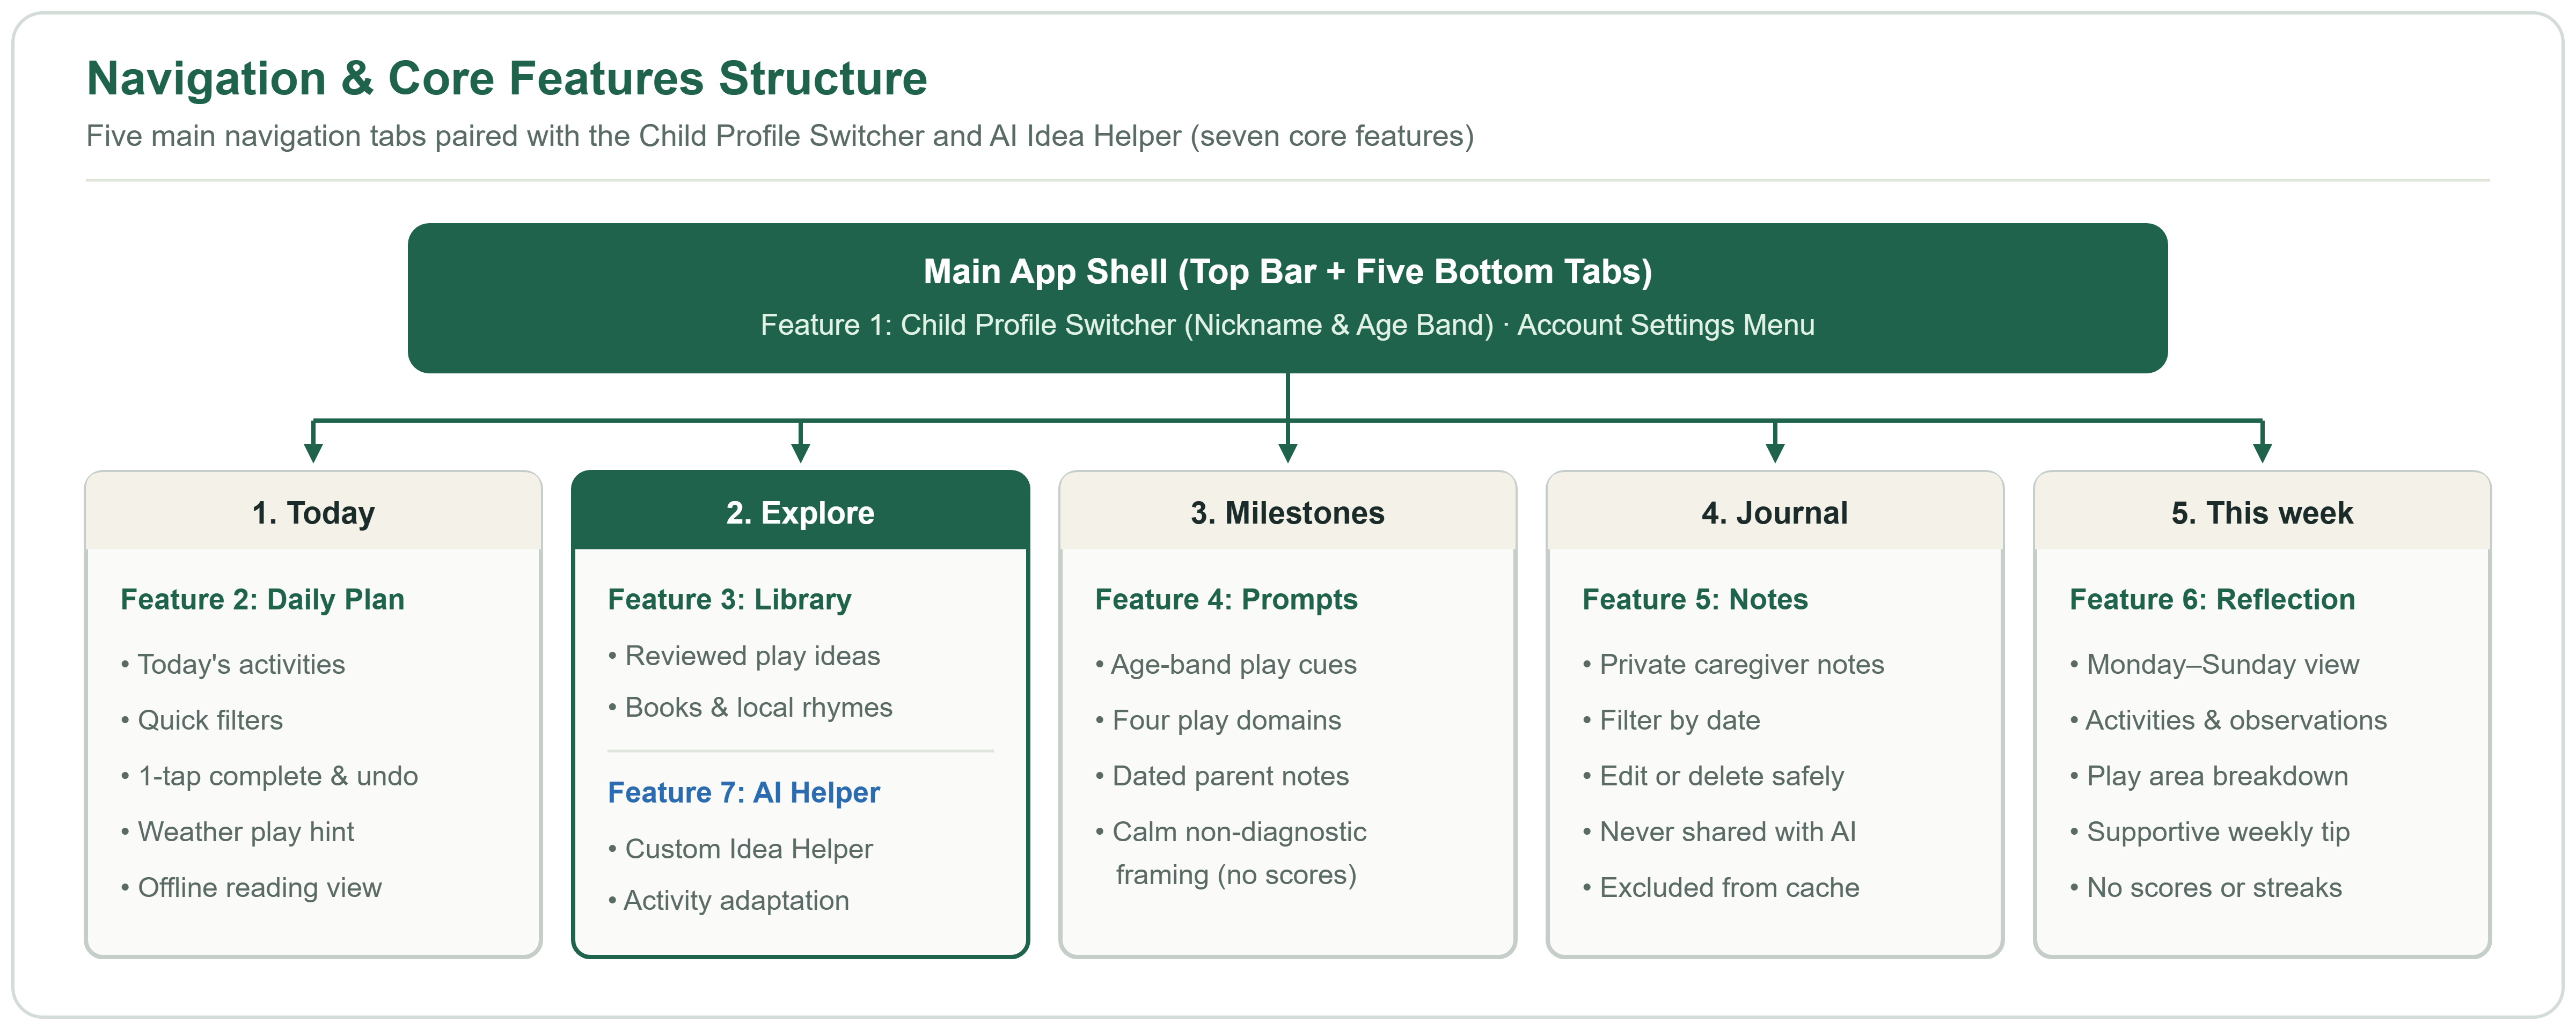 Navigation & Core Features Structure
Five main navigation tabs paired with the Child Profile Switcher and AI Idea Helper (seven core features)
Main App Shell (Top Bar + Five Bottom Tabs)
Feature 1: Child Profile Switcher (Nickname & Age Band) · Account Settings Menu
1. Today
Feature 2: Daily Plan
• Today's activities
• Quick filters
• 1-tap complete & undo
• Weather play hint
• Offline reading view
2. Explore
Feature 3: Library
• Reviewed play ideas
• Books & local rhymes
Feature 7: AI Helper
• Custom Idea Helper
• Activity adaptation
3. Milestones
Feature 4: Prompts
• Age-band play cues
• Four play domains
• Dated parent notes
• Calm non-diagnostic
framing (no scores)
4. Journal
Feature 5: Notes
• Private caregiver notes
• Filter by date
• Edit or delete safely
• Never shared with AI
• Excluded from cache
5. This week
Feature 6: Reflection
• Monday–Sunday view
• Activities & observations
• Play area breakdown
• Supportive weekly tip
• No scores or streaks